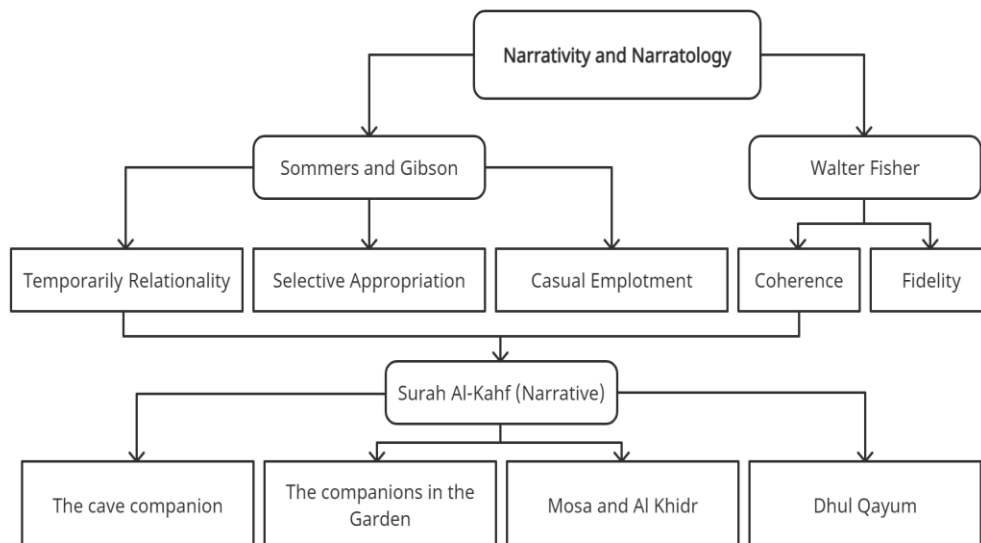 Narrativity and Narratology
Sommers and Gibson
Walter Fisher
Temporarily Relationality
Selective Appropriation
Casual Emplotment
Coherence
Fidelity
Surah Al-Kahf (Narrative)
The cave companion
The companions in the
Garden
Mosa and Al Khidr
Dhul Qayum